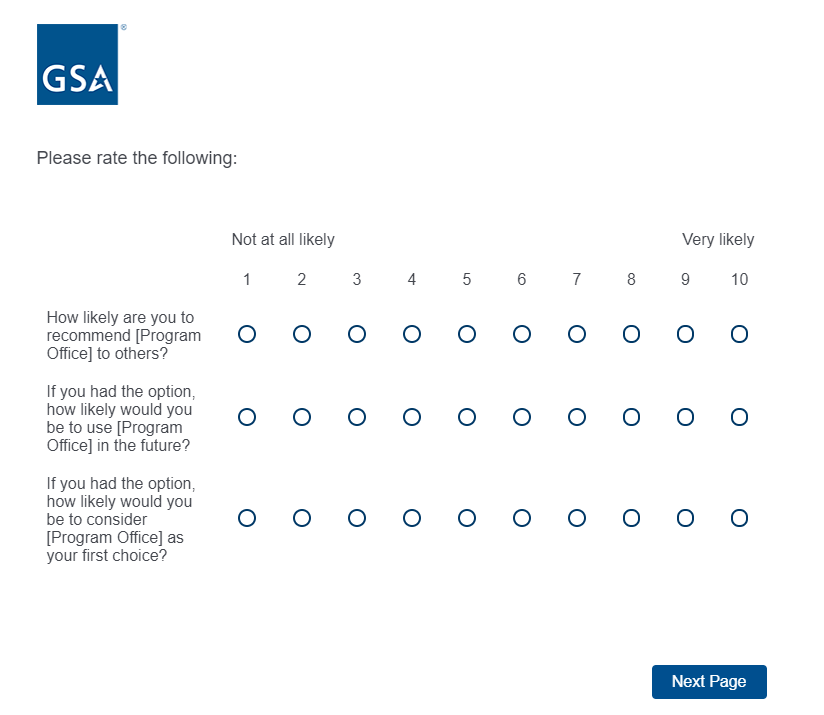 GSA®
Please rate the following:
Not at all likely Very likely
1 2 3 4 5 6 7 8 9 10
How likely are you to
recommend [Program
Office] to others?
If you had the option,
how likely would you
be to use [Program
Office] in the future?
If you had the option,
how likely would you
be to consider
[Program Office] as
your first choice?
Next Page